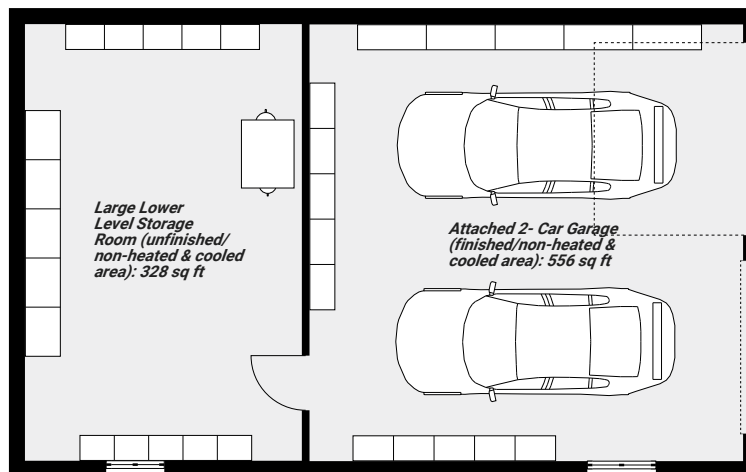 Large Lower
Level Storage
Room (unfinished/
non-heated & cooled
area): 328 sq ft
Attached 2- Car Garage
(finished/non-heated &
cooled area): 556 sq ft